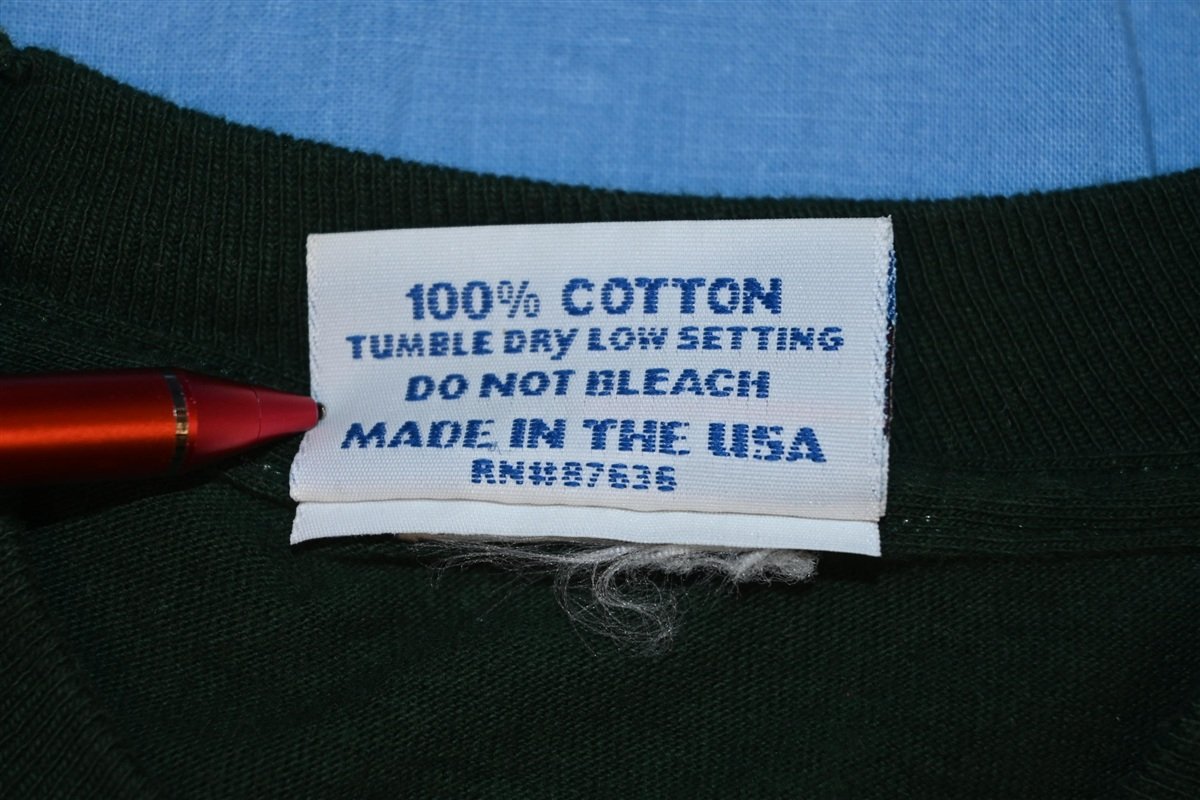 100% COTTON
TUMBLE DRY LOW SETTING
DO NOT BLEACH
MADE IN THE USA
RN#87636